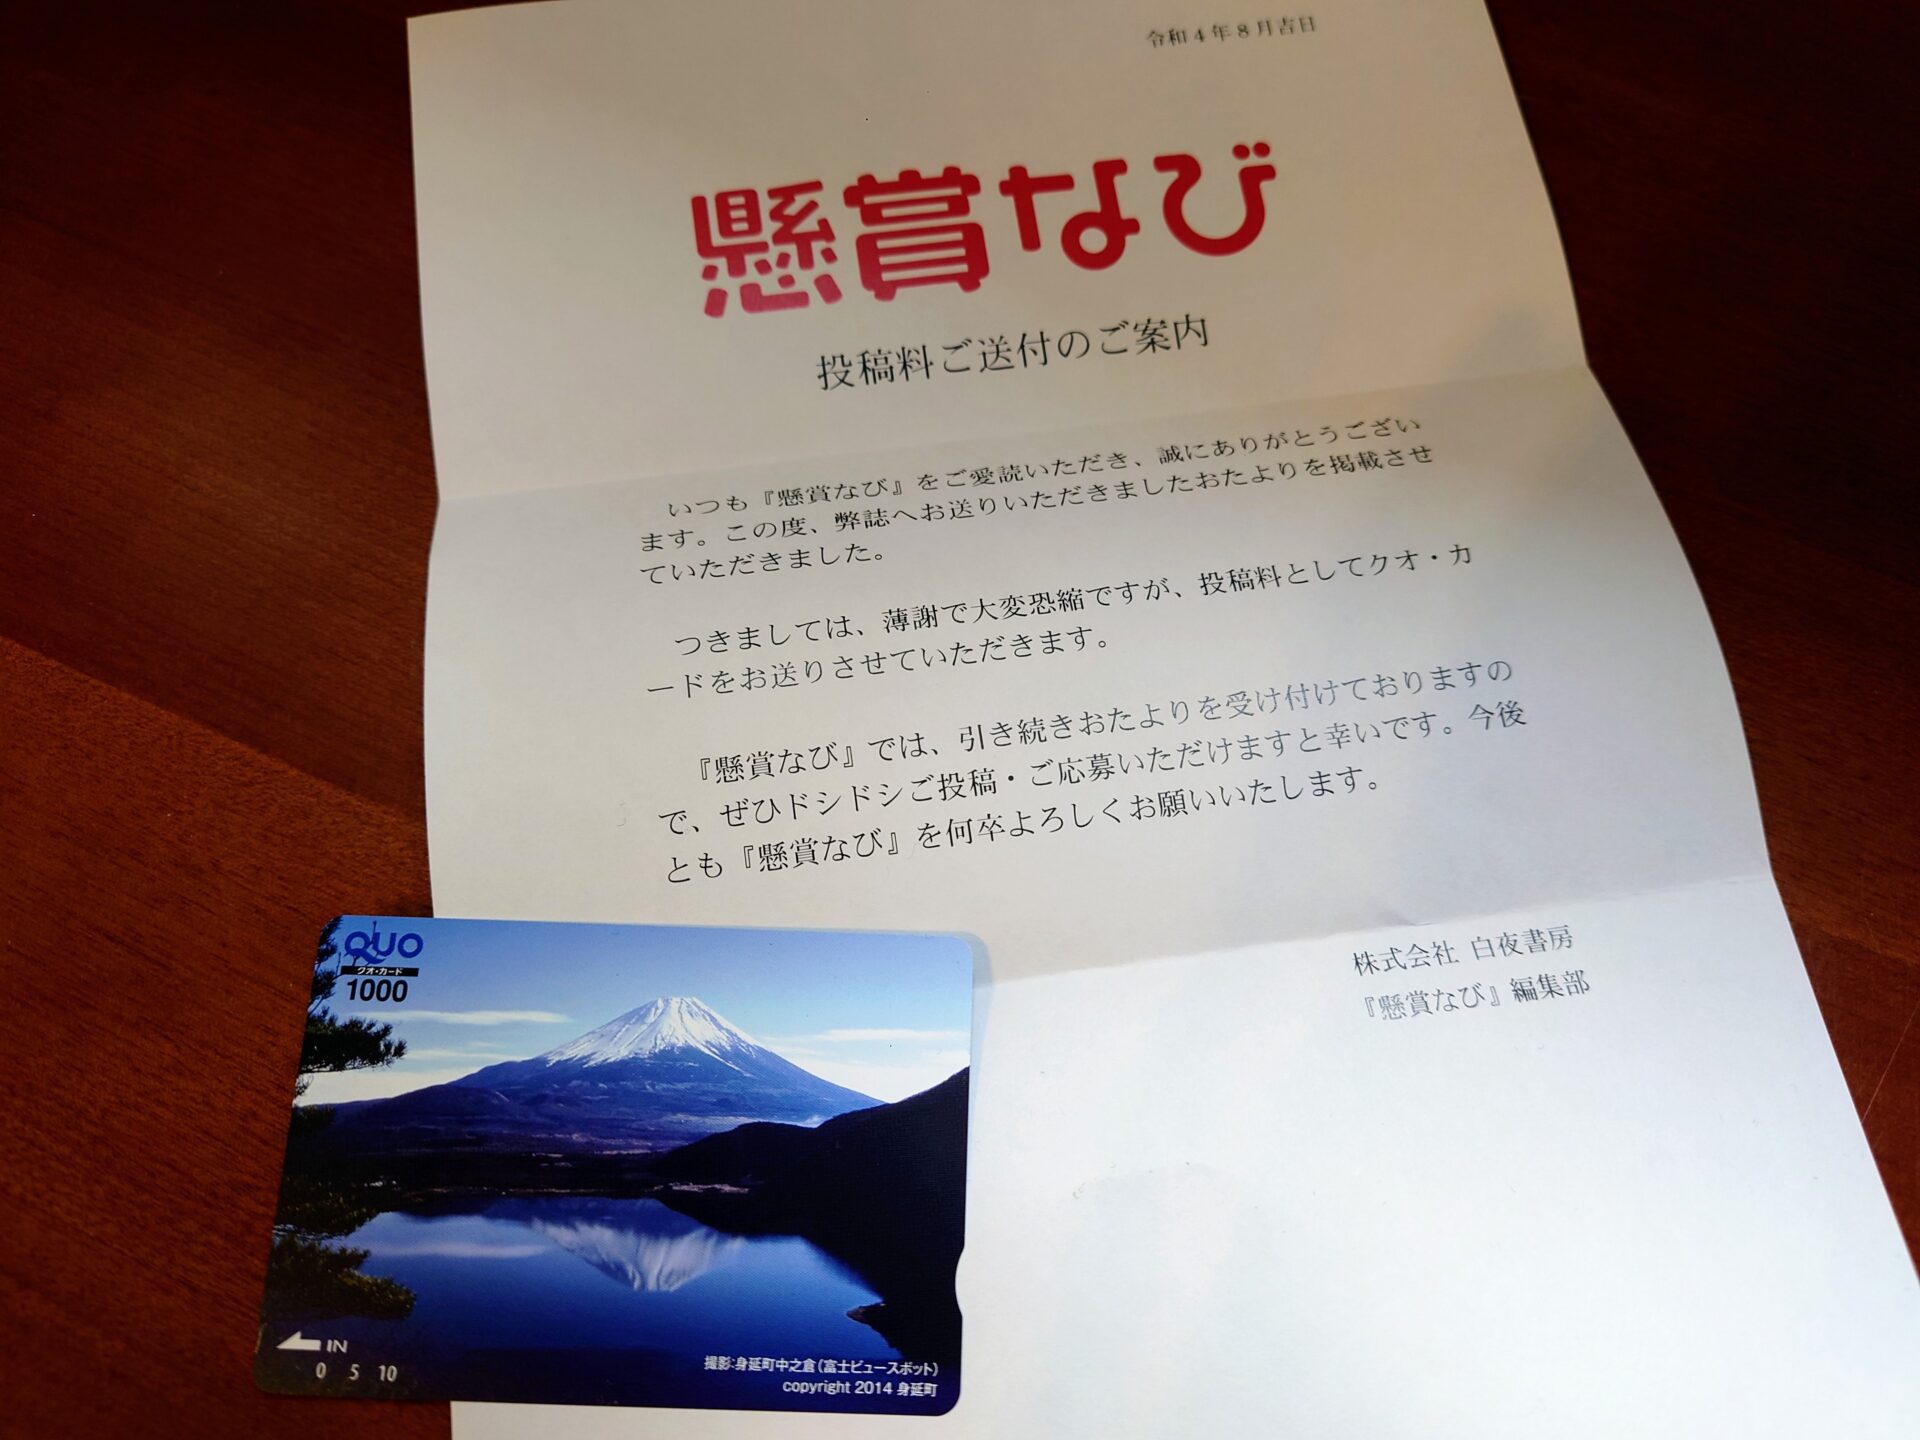 令和4年8月吉日
懸賞なび
投稿料ご送付のご案内
いつも『懸賞なび』をご愛読いただき、誠にありがとうござい
ます。この度、弊誌へお送りいただきましたおたよりを掲載させ
ていただきました。
つきましては、薄謝で大変恐縮ですが、投稿料としてクオ・カ
ードをお送りさせていただきます。
『懸賞なび』では、引き続きおたよりを受け付けておりますの
で、ぜひドシドシご投稿・ご応募いただけますと幸いです。今後
とも『懸賞なび』を何卒よろしくお願いいたします。
株式会社 白夜書房
『懸賞なび』編集部
QUO
クオ・カード
1000
IN
0 5 10
撮影:身延町中之倉(富士ビュースポット)
copyright 2014 身延町